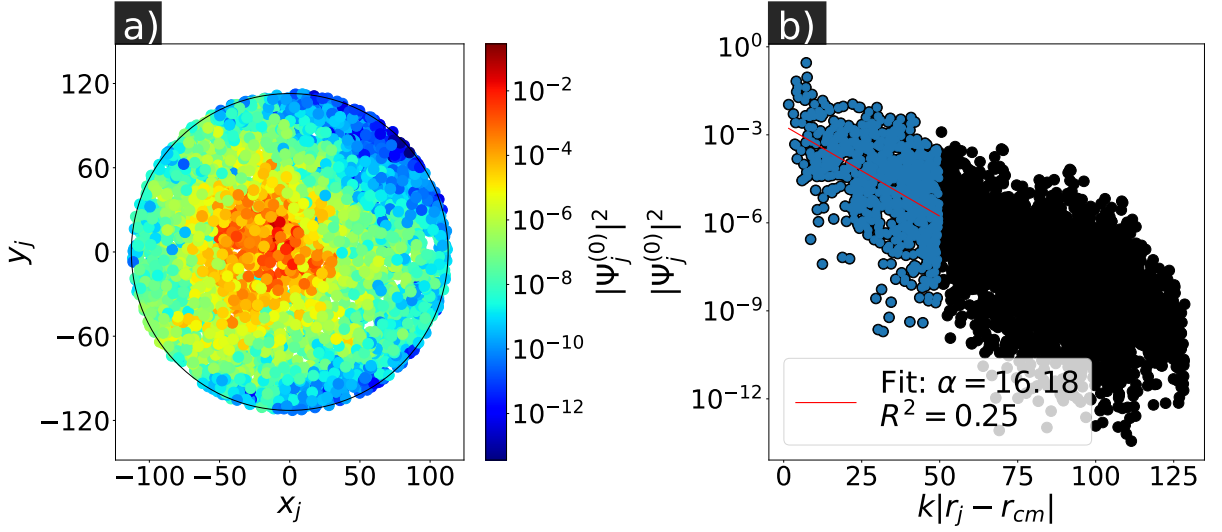 a)
120
60
0
−60
−120
y_j
−100 −50 0 50 100
x_j
10^{−2}
10^{−4}
10^{−6}
10^{−8}
10^{−10}
10^{−12}
|Ψ_j^{(0)}|^2
b)
|Ψ_j^{(0)}|^2
10^0
10^{−3}
10^{−6}
10^{−9}
10^{−12}
Fit: α = 16.18
R^2 = 0.25
0 25 50 75 100 125
k|r_j − r_{cm}|